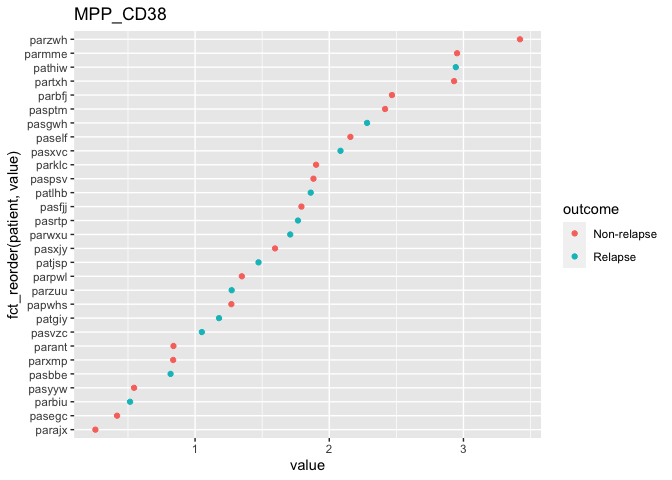 MPP_CD38
fct_reorder(patient, value)
parzwh
parmme
pathiw
partxh
parbfj
pasptm
pasgwh
paself
pasxvc
parklc
paspsv
patlhb
pasfjj
pasrtp
parwxu
pasxjy
patjsp
parpwl
parzuu
papwhs
patgiy
pasvzc
parant
parxmp
pasbbe
pasyyw
parbiu
pasegc
parajx
1 2 3
value
outcome
Non-relapse
Relapse